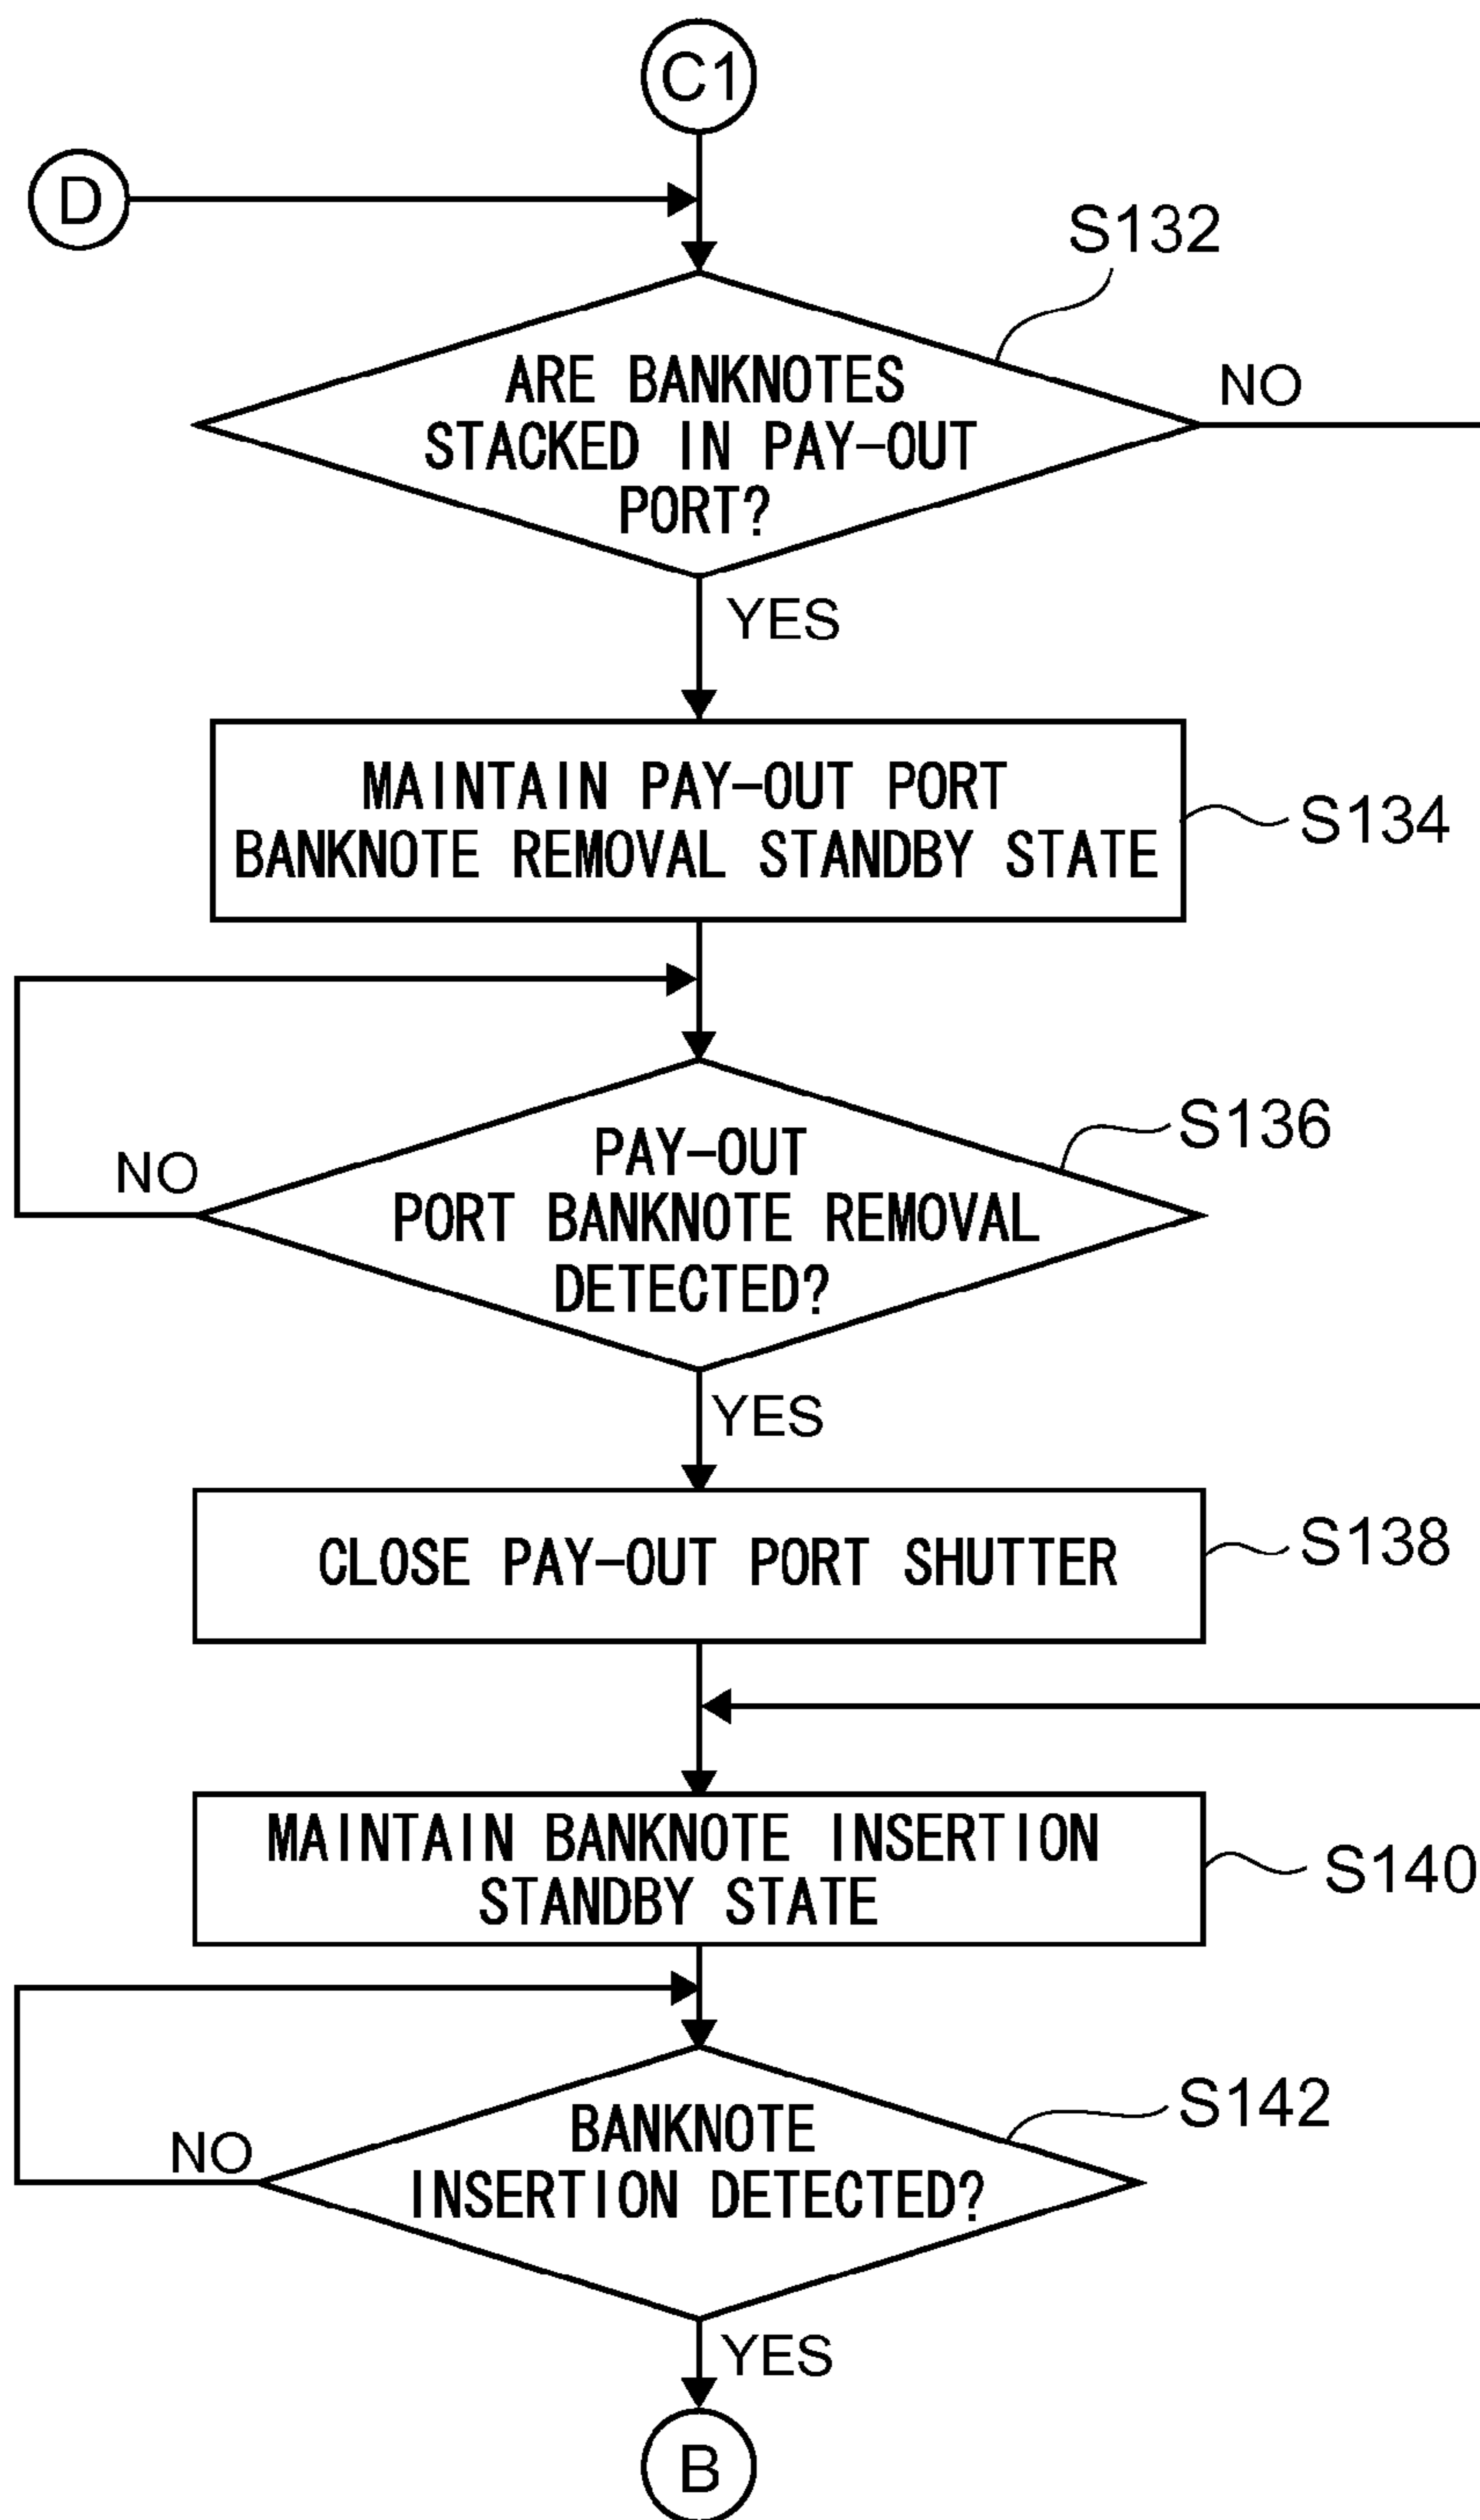 C1
D
S132
ARE BANKNOTES
STACKED IN PAY-OUT
PORT?
NO
YES
MAINTAIN PAY-OUT PORT
BANKNOTE REMOVAL STANDBY STATE
S134
S136
PAY-OUT
PORT BANKNOTE REMOVAL
DETECTED?
NO
YES
CLOSE PAY-OUT PORT SHUTTER
S138
MAINTAIN BANKNOTE INSERTION
STANDBY STATE
S140
S142
BANKNOTE
INSERTION DETECTED?
NO
YES
B